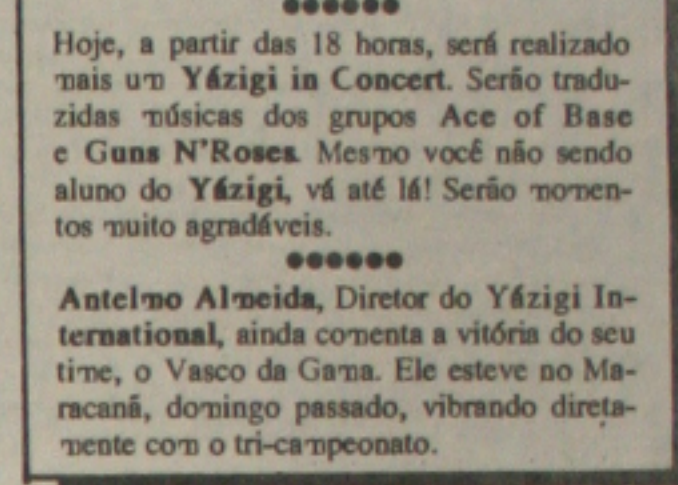 Hoje, a partir das 18 horas, será realizado
mais um Yázigi in Concert. Serão tradu-
zidas músicas dos grupos Ace of Base
e Guns N'Roses. Mesmo você não sendo
aluno do Yázigi, vá até lá! Serão momen-
tos muito agradáveis.
●●●●●●
Antelmo Almeida, Diretor do Yázigi In-
ternational, ainda comenta a vitória do seu
time, o Vasco da Gama. Ele esteve no Ma-
racanã, domingo passado, vibrando direta-
mente com o tri-campeonato.